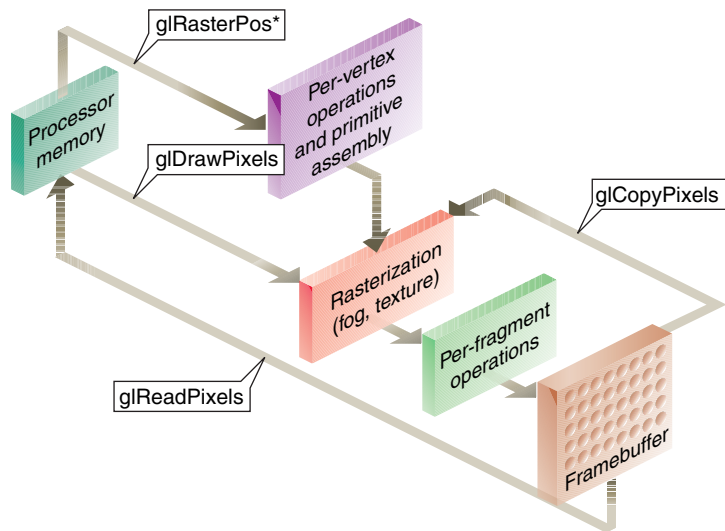 glRasterPos*
Per-vertex
operations
and primitive
assembly
Processor
memory
glDrawPixels
glCopyPixels
Rasterization
(fog, texture)
Per-fragment
operations
glReadPixels
Framebuffer